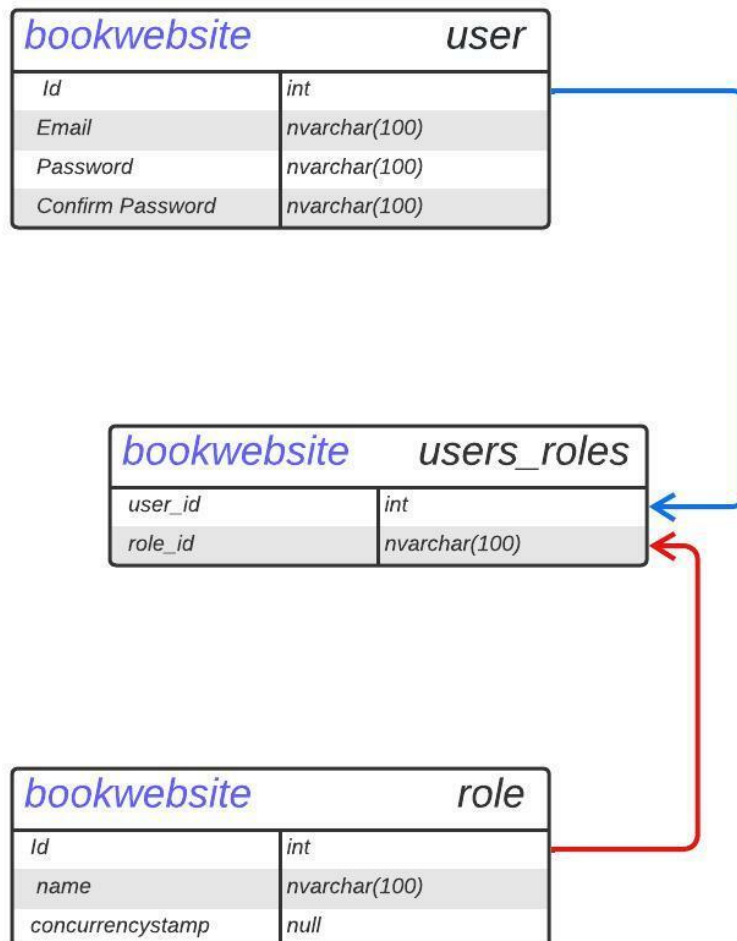 bookwebsite user
Id int
Email nvarchar(100)
Password nvarchar(100)
Confirm Password nvarchar(100)
bookwebsite users_roles
user_id int
role_id nvarchar(100)
bookwebsite role
Id int
name nvarchar(100)
concurrencystamp null